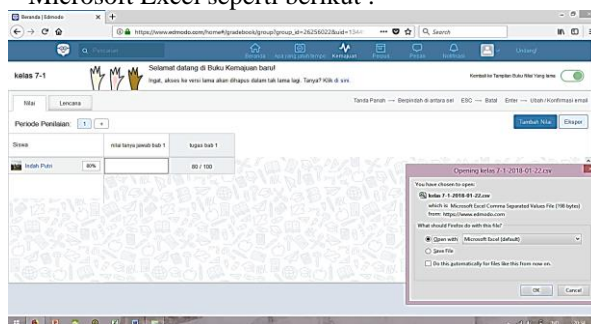 Microsoft Excel seperti berikut :
Beranda | Edmodo
https://www.edmodo.com/home#/gradebook/group?group_id=26256022&uid=1344
Search
Beranda
Kemajuan
Pesan
Undang!
kelas 7-1
Selamat datang di Buku Kemajuan baru!
Ingat, akses ke versi lama akan dihapus dalam tak lama lagi. Tanya? Klik di sini.
Kembali ke Tampilan Buku Nilai Yang lama
Nilai
Lencana
Tanda Panah — Berpindah di antara sel ESC — Batal Enter — Ubah / Konfirmasi email
Periode Penilaian: 1 +
Tambah Nilai
Ekspor
Siswa
nilai tanya jawab bab 1
tugas bab 1
Indah Putri
80%
80 / 100
Opening kelas 7-1-2018-01-22.csv
You have chosen to open:
kelas 7-1-2018-01-22.csv
which is: Microsoft Excel Comma Separated Values File (198 bytes)
from: https://www.edmodo.com
What should Firefox do with this file?
Open with Microsoft Excel (default)
Save File
Do this automatically for files like this from now on.
OK
Cancel